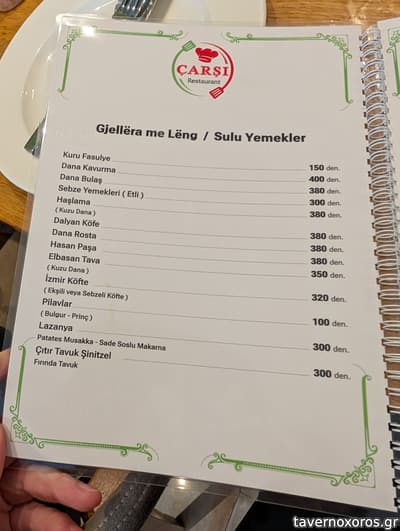 ÇARŞI
Restaurant
Gjellëra me Lëng / Sulu Yemekler
Kuru Fasulye 150 den.
Dana Kavurma 400 den.
Dana Bulaş 380 den.
Sebze Yemekleri ( Etli ) 300 den.
Haşlama 380 den.
( Kuzu Dana )
Dalyan Köfe 380 den.
Dana Rosta 380 den.
Hasan Paşa 380 den.
Elbasan Tava 350 den.
( Kuzu Dana )
İzmir Köfte 320 den.
( Ekşili veya Sebzeli Köfte )
Pilavlar 100 den.
( Bulgur - Prinç )
Lazanya 300 den.
Patates Musakka - Sade Soslu Makarna
Çıtır Tavuk Şinitzel 300 den.
Fırında Tavuk
tavernoxoros.gr